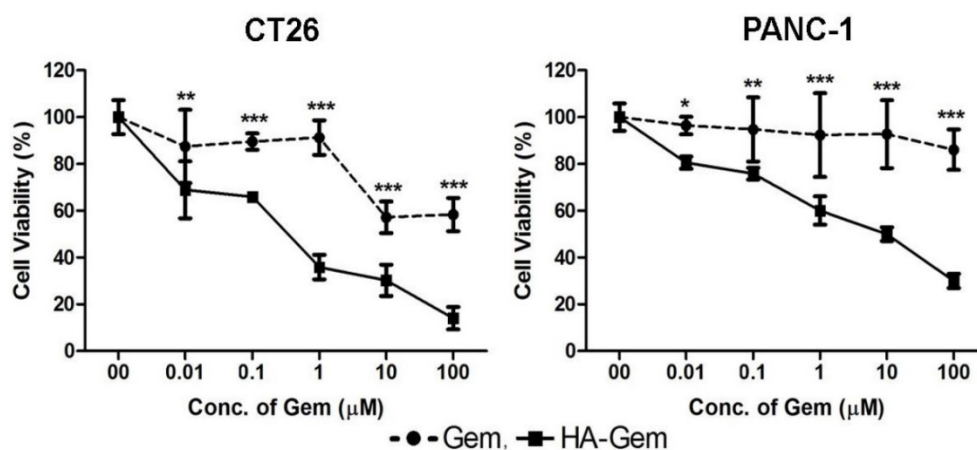 CT26
120
100
80
60
40
20
0
Cell Viability (%)
** *** *** *** ***
00 0.01 0.1 1 10 100
Conc. of Gem (μM)
PANC-1
120
100
80
60
40
20
0
Cell Viability (%)
* ** *** *** ***
00 0.01 0.1 1 10 100
Conc. of Gem (μM)
Gem, HA-Gem